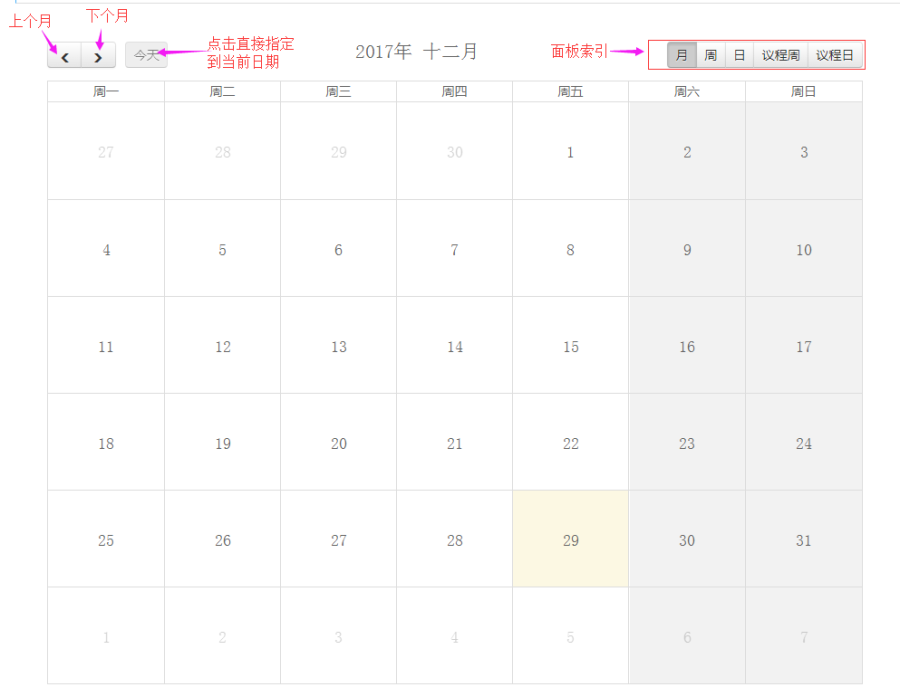 上个月
下个月
今天
点击直接指定
到当前日期
2017年 十二月
面板索引
月 周 日 议程周 议程日
周一 周二 周三 周四 周五 周六 周日
27 28 29 30 1 2 3
4 5 6 7 8 9 10
11 12 13 14 15 16 17
18 19 20 21 22 23 24
25 26 27 28 29 30 31
1 2 3 4 5 6 7